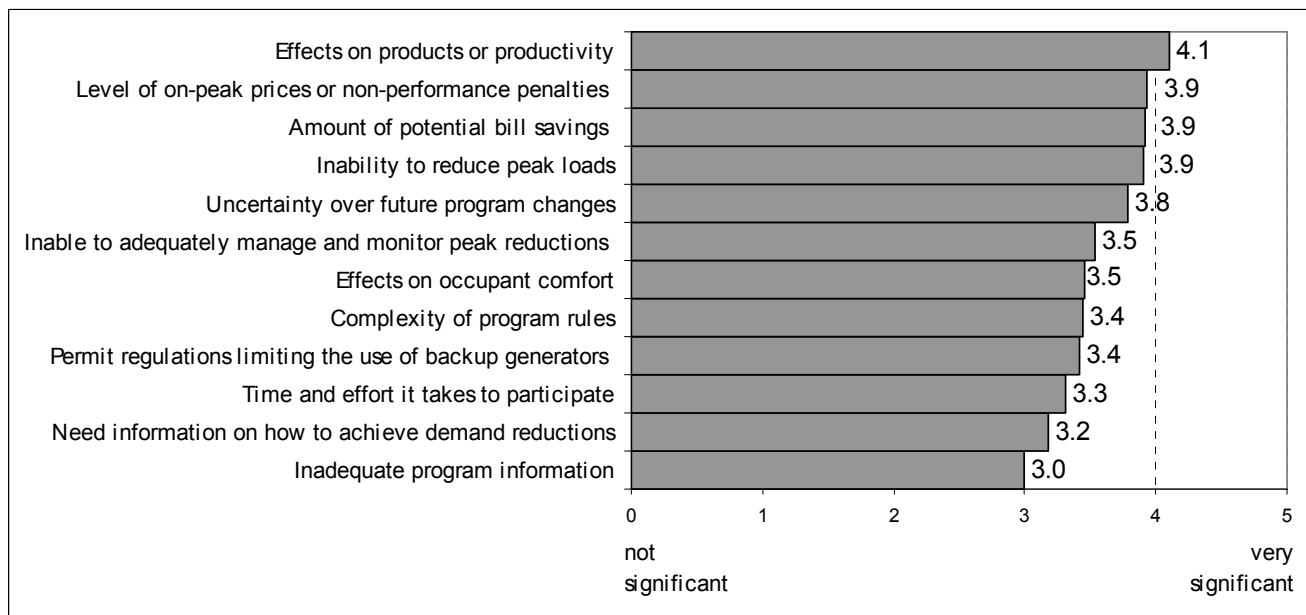 Effects on products or productivity 4.1
Level of on-peak prices or non-performance penalties 3.9
Amount of potential bill savings 3.9
Inability to reduce peak loads 3.9
Uncertainty over future program changes 3.8
Inable to adequately manage and monitor peak reductions 3.5
Effects on occupant comfort 3.5
Complexity of program rules 3.4
Permit regulations limiting the use of backup generators 3.4
Time and effort it takes to participate 3.3
Need information on how to achieve demand reductions 3.2
Inadequate program information 3.0
0 1 2 3 4 5
not very
significant significant